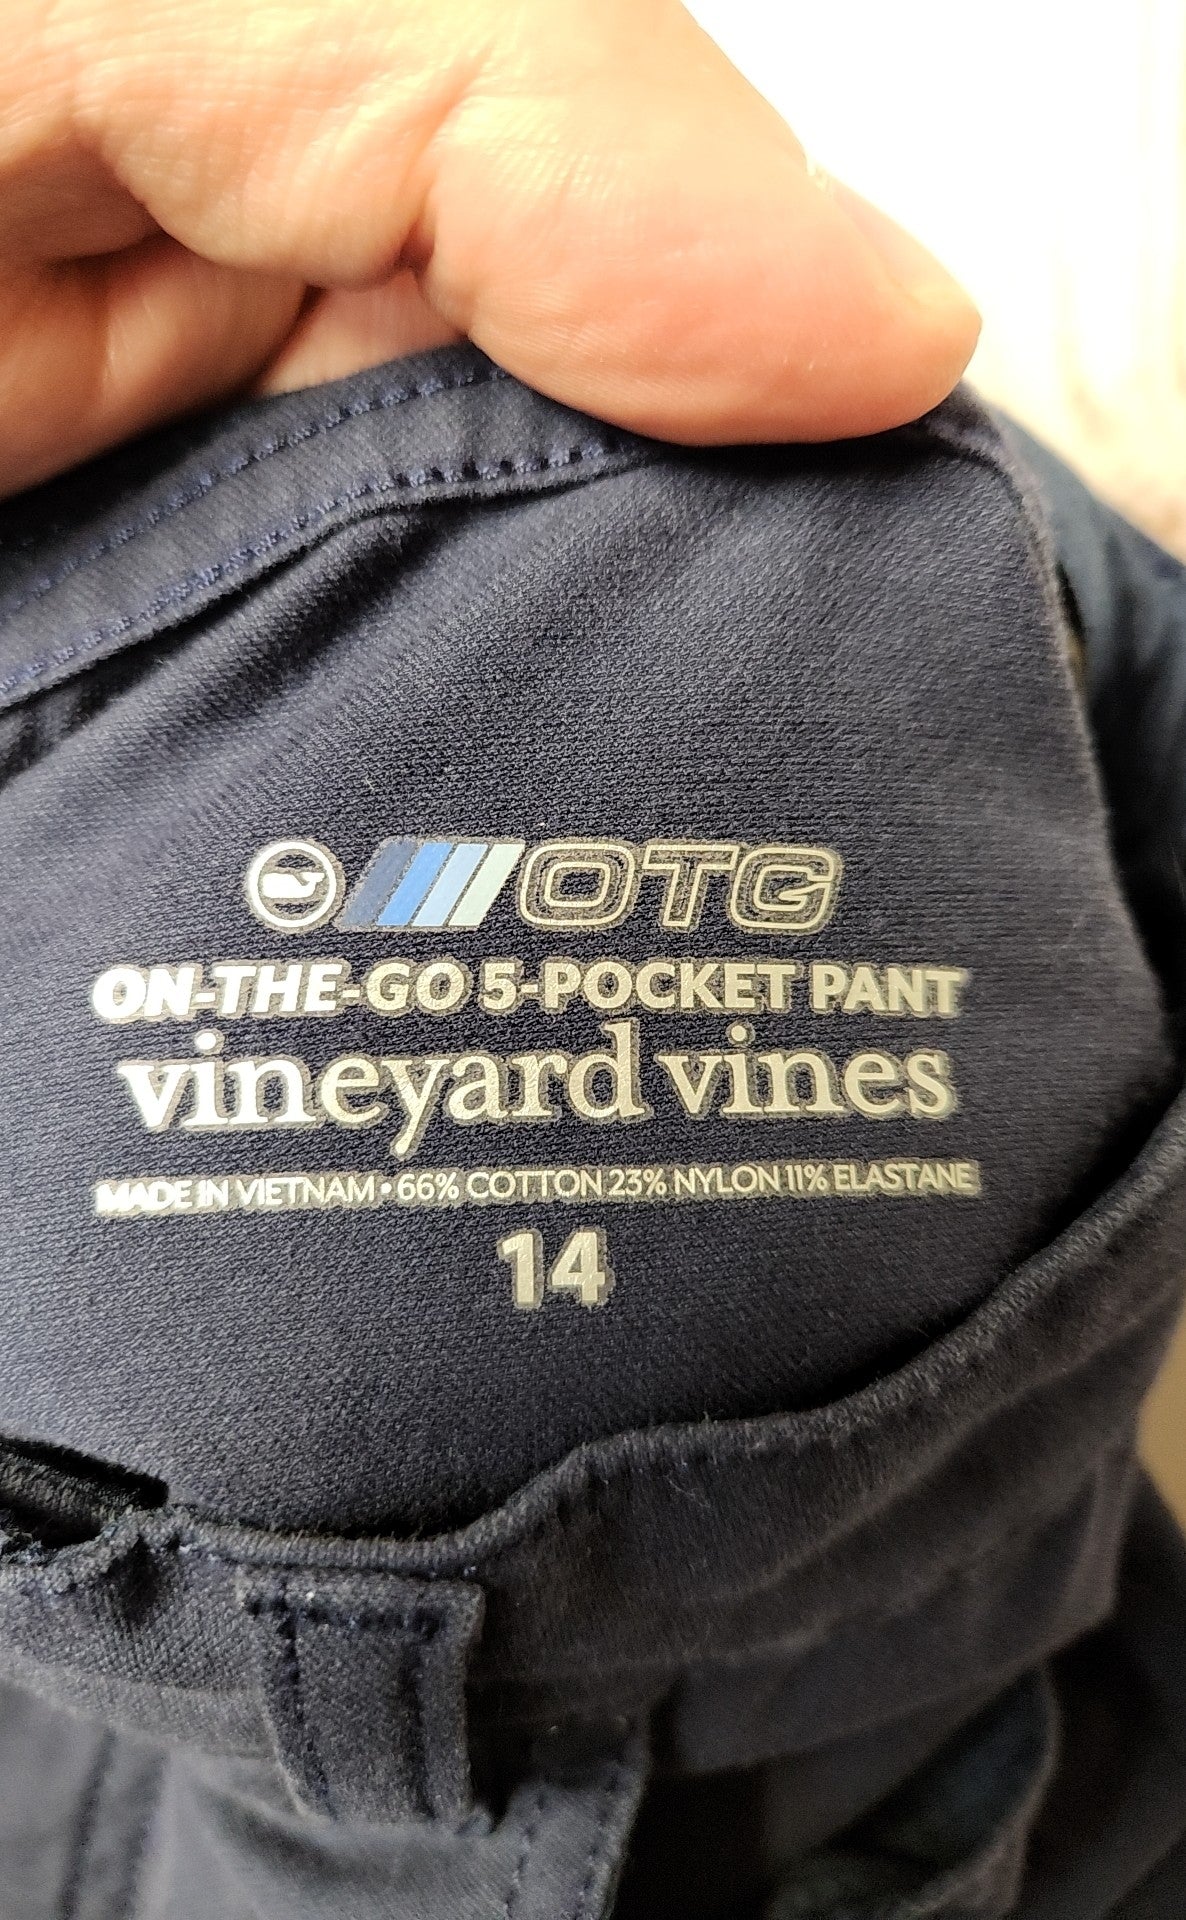 OTG
ON-THE-GO 5-POCKET PANT
vineyard vines
MADE IN VIETNAM • 66% COTTON 23% NYLON 11% ELASTANE
14